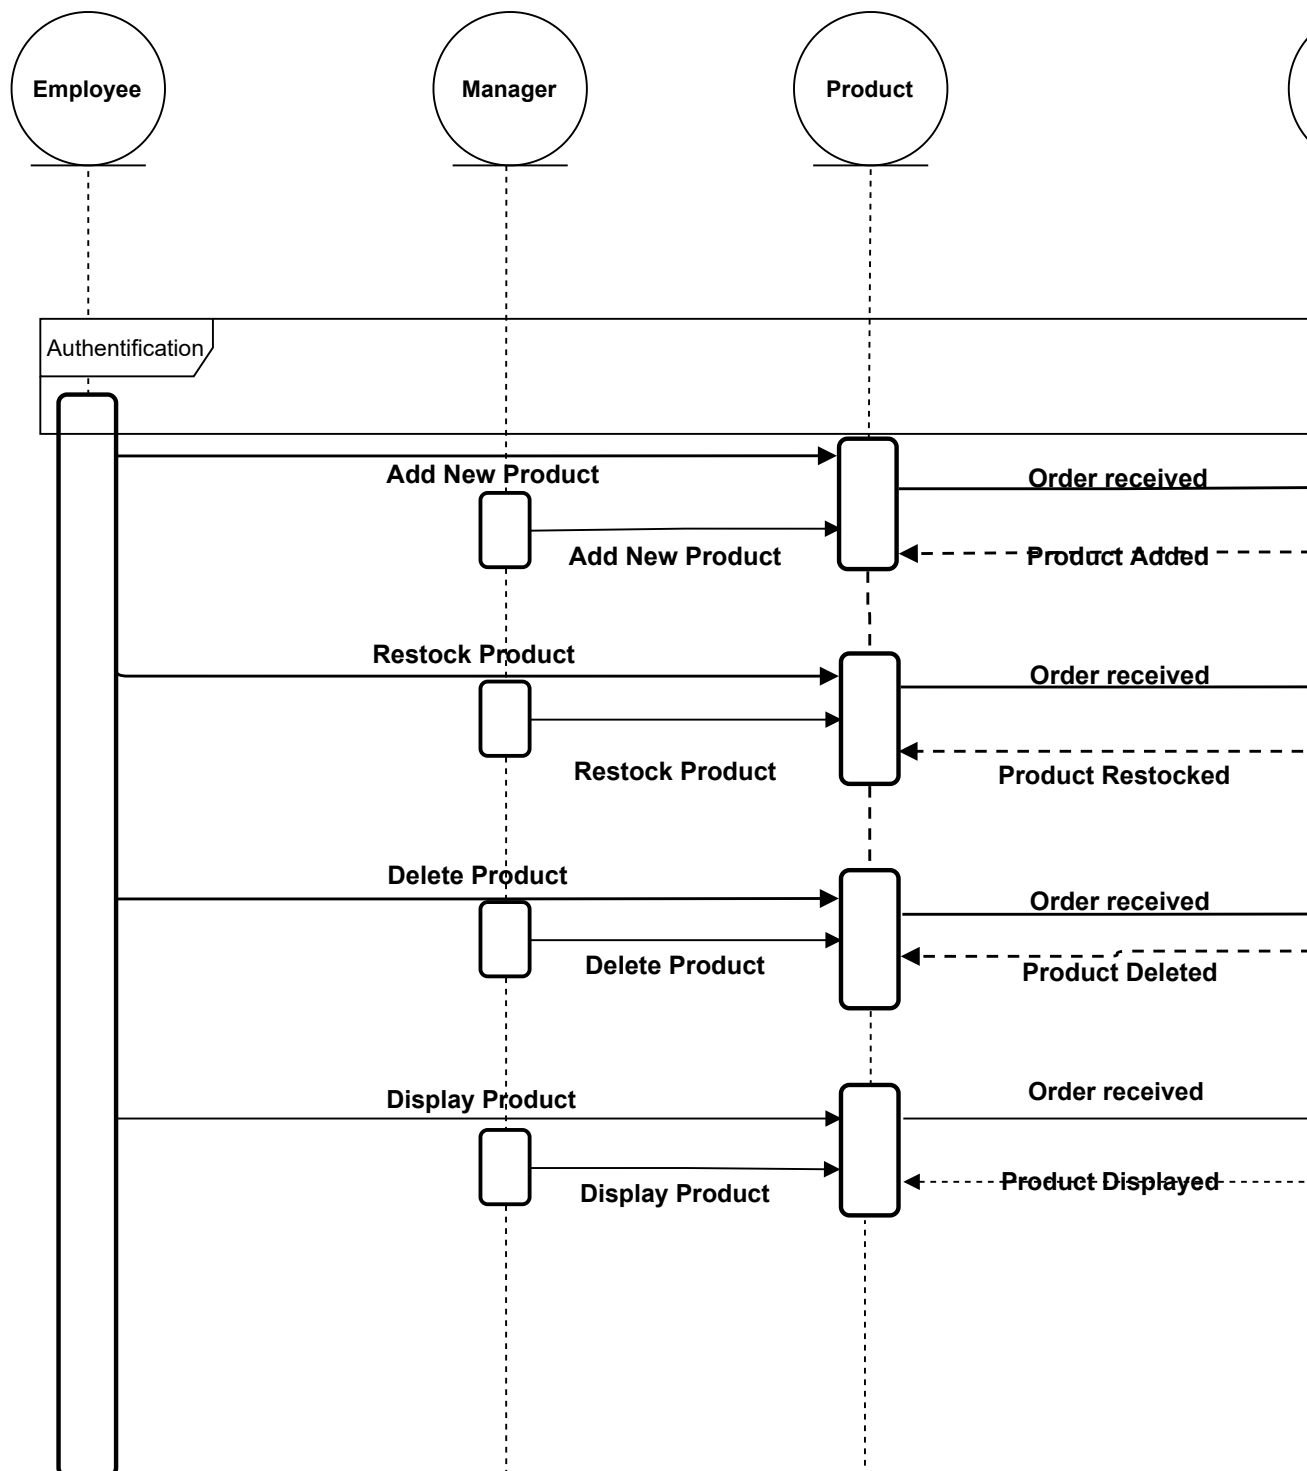 Employee
Manager
Product
Authentification
Add New Product
Order received
Add New Product
Product Added
Restock Product
Order received
Restock Product
Product Restocked
Delete Product
Order received
Delete Product
Product Deleted
Display Product
Order received
Display Product
Product Displayed